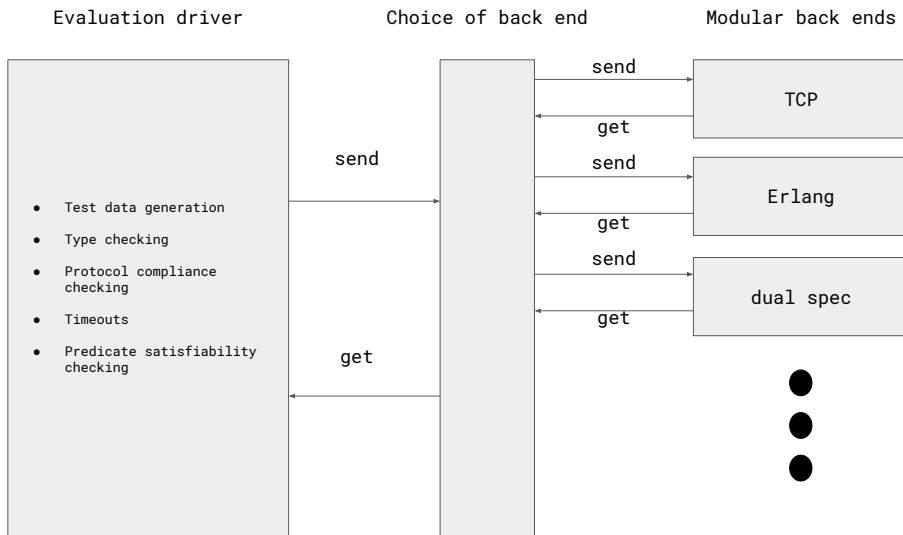 Evaluation driver
Choice of back end
Modular back ends
send
TCP
get
send
send
Erlang
get
● Test data generation
● Type checking
● Protocol compliance
checking
● Timeouts
● Predicate satisfiability
checking
send
dual spec
get
get